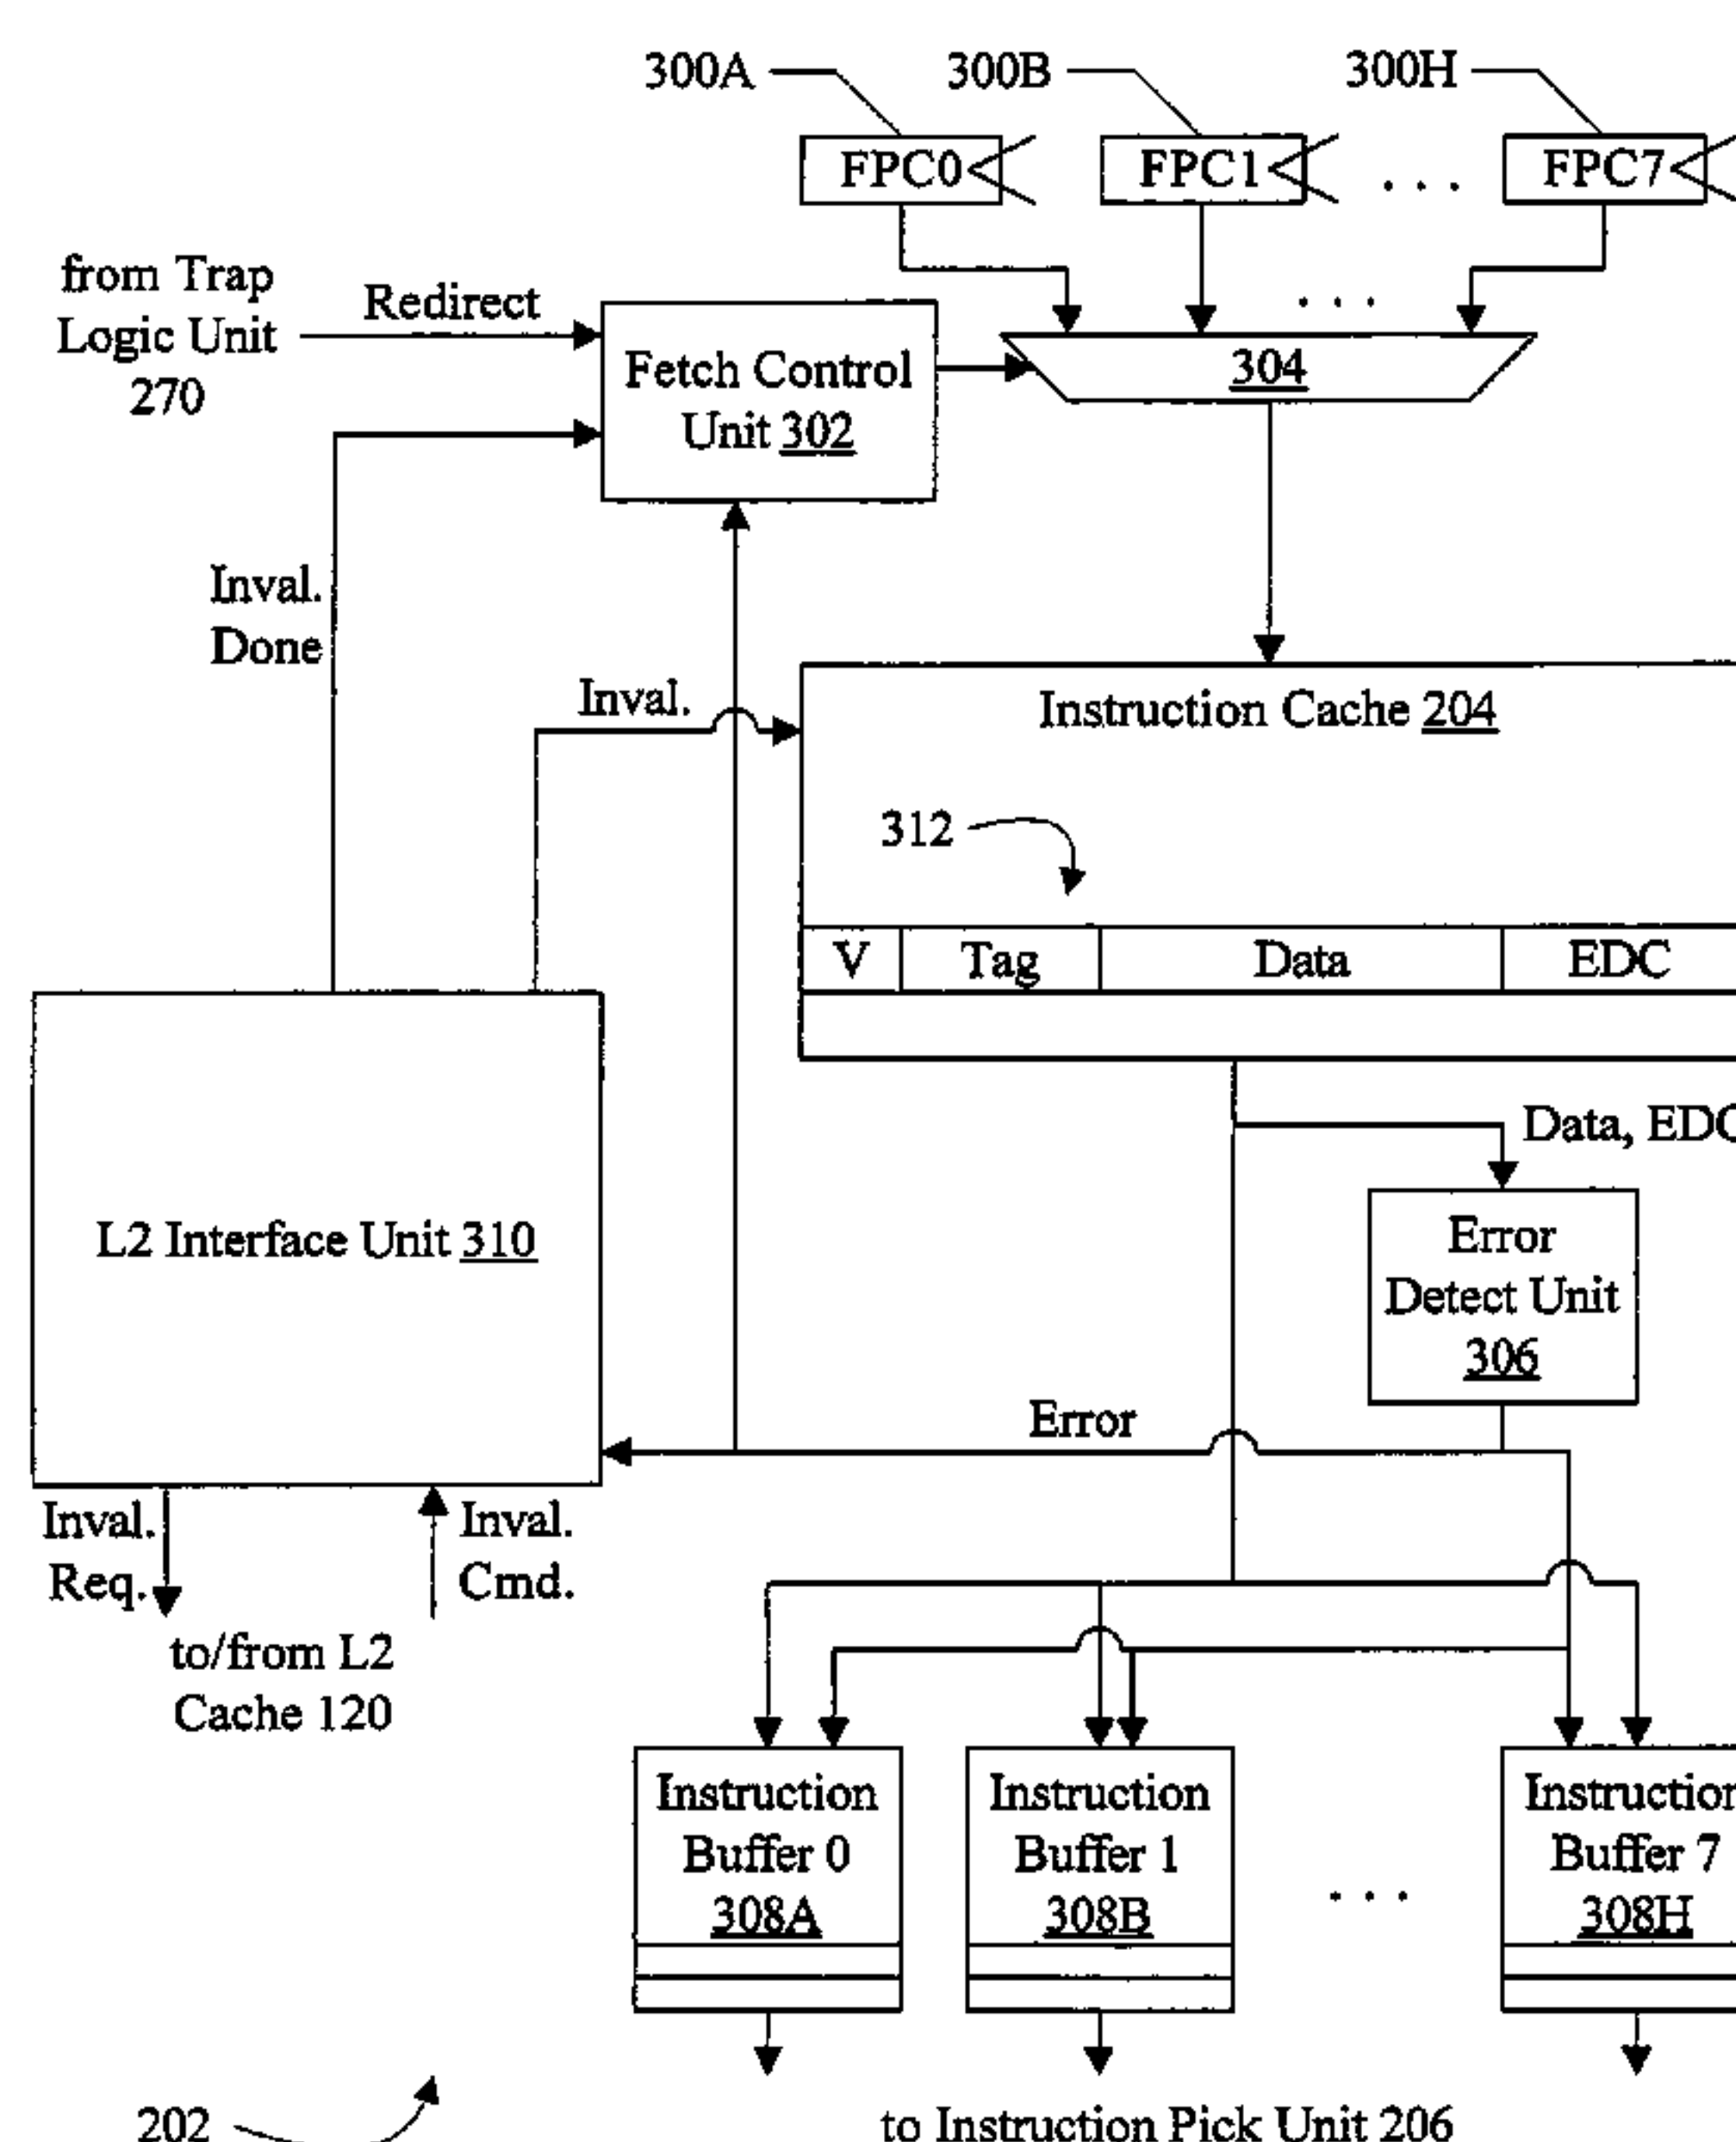 300A
300B
300H
FPC0
FPC1
. . .
FPC7
from Trap
Logic Unit
270
Redirect
. . .
Fetch Control
Unit 302
304
Inval.
Done
Inval.
Instruction Cache 204
312
V
Tag
Data
EDC
Data, EDC
L2 Interface Unit 310
Error
Detect Unit
306
Error
Inval.
Req.
Inval.
Cmd.
to/from L2
Cache 120
Instruction
Buffer 0
308A
Instruction
Buffer 1
308B
. . .
Instruction
Buffer 7
308H
202
to Instruction Pick Unit 206